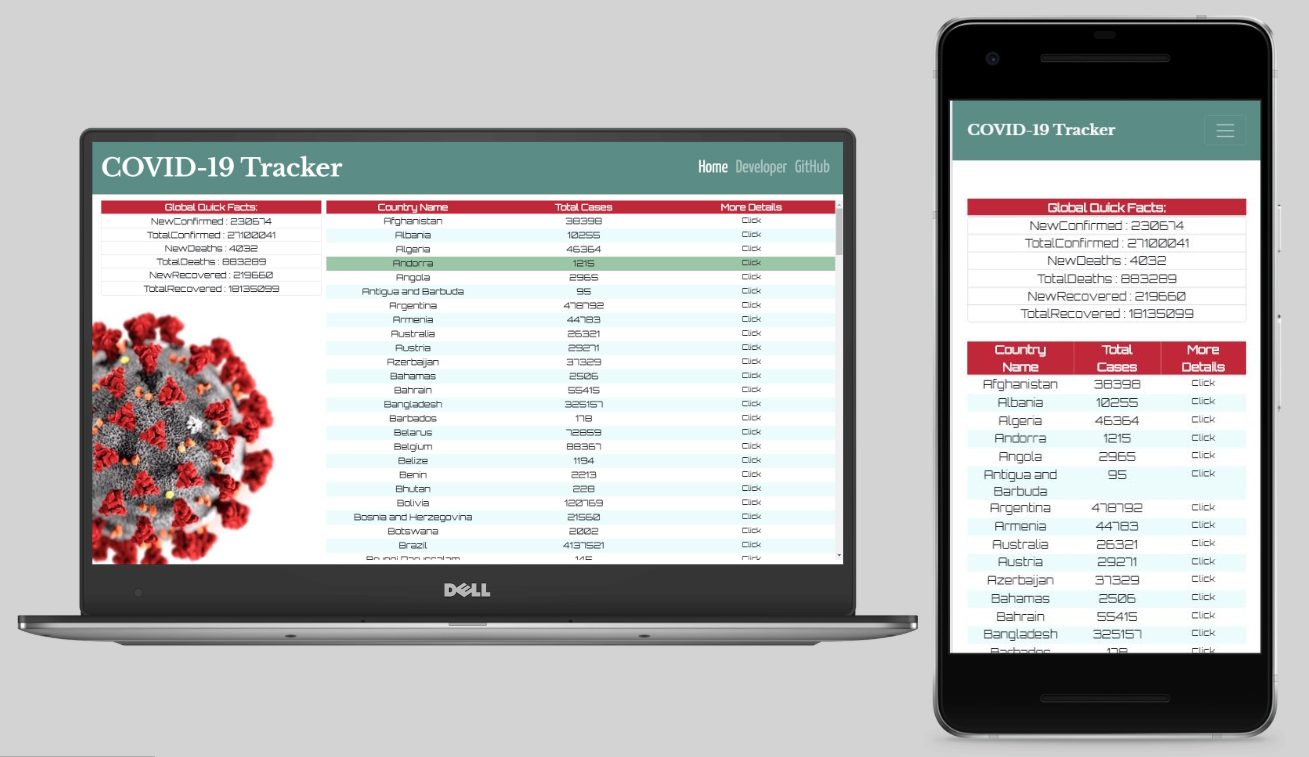 COVID-19 Tracker
Home Developer GitHub
Global Quick Facts:
NewConfirmed : 230674
TotalConfirmed : 27100041
NewDeaths : 4032
TotalDeaths : 883289
NewRecovered : 219660
TotalRecovered : 18135099
Country Name Total Cases More Details
Afghanistan 38398 Click
Albania 10255 Click
Algeria 46364 Click
Andorra 1215 Click
Angola 2965 Click
Antigua and Barbuda 95 Click
Argentina 478792 Click
Armenia 44783 Click
Australia 26321 Click
Austria 29271 Click
Azerbaijan 37329 Click
Bahamas 2506 Click
Bahrain 55415 Click
Bangladesh 325157 Click
Barbados 178 Click
Belarus 72859 Click
Belgium 88367 Click
Belize 1194 Click
Benin 2213 Click
Bhutan 228 Click
Bolivia 120769 Click
Bosnia and Herzegovina 21560 Click
Botswana 2002 Click
Brazil 4137521 Click
Brunei Darussalam 145 Click
DELL
COVID-19 Tracker
Global Quick Facts:
NewConfirmed : 230674
TotalConfirmed : 27100041
NewDeaths : 4032
TotalDeaths : 883289
NewRecovered : 219660
TotalRecovered : 18135099
Country Total More
Name Cases Details
Afghanistan 38398 Click
Albania 10255 Click
Algeria 46364 Click
Andorra 1215 Click
Angola 2965 Click
Antigua and 95 Click
Barbuda
Argentina 478792 Click
Armenia 44783 Click
Australia 26321 Click
Austria 29271 Click
Azerbaijan 37329 Click
Bahamas 2506 Click
Bahrain 55415 Click
Bangladesh 325157 Click
Barbados 178 Click